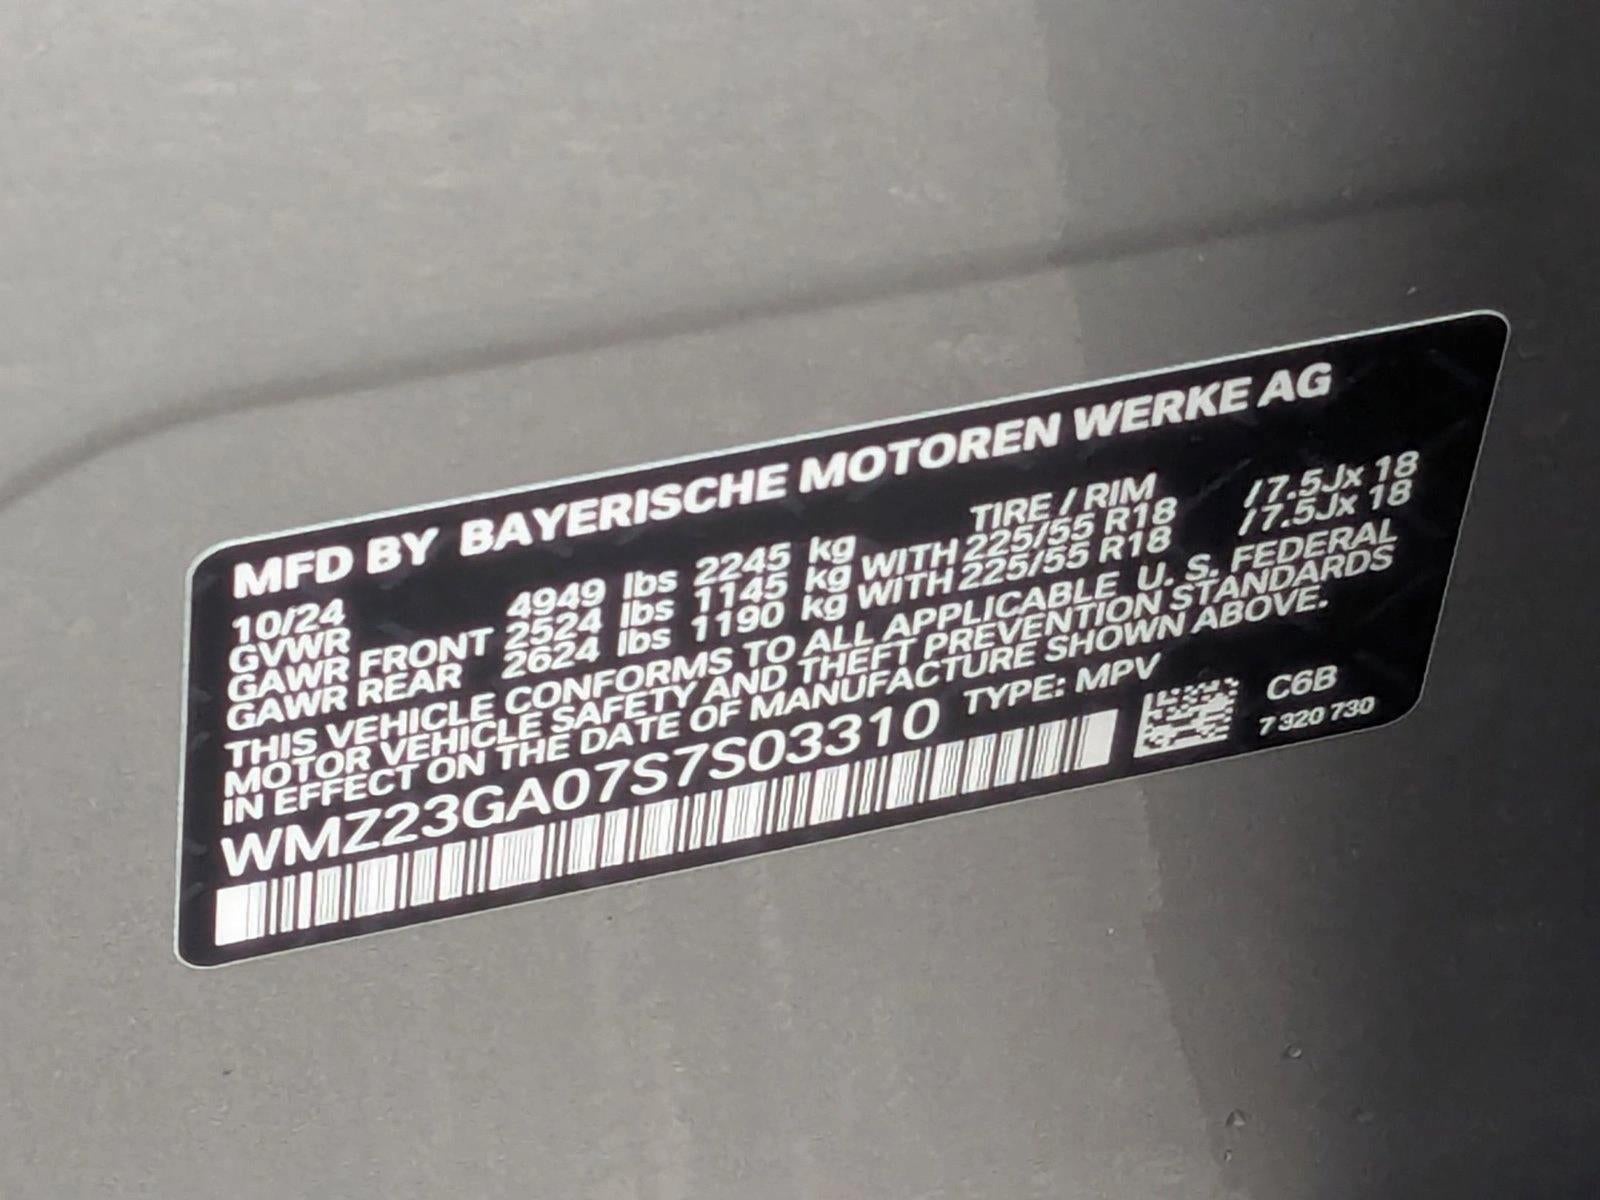 MFD BY BAYERISCHE MOTOREN WERKE AG
10/24 TIRE / RIM
GVWR 4949 lbs 2245 kg
GAWR FRONT 2524 lbs 1145 kg WITH 225/55 R18 / 7.5Jx 18
GAWR REAR 2624 lbs 1190 kg WITH 225/55 R18 / 7.5Jx 18
THIS VEHICLE CONFORMS TO ALL APPLICABLE U. S. FEDERAL
MOTOR VEHICLE SAFETY AND THEFT PREVENTION STANDARDS
IN EFFECT ON THE DATE OF MANUFACTURE SHOWN ABOVE.
WMZ23GA07S7S03310 TYPE: MPV
C6B
7 320 730